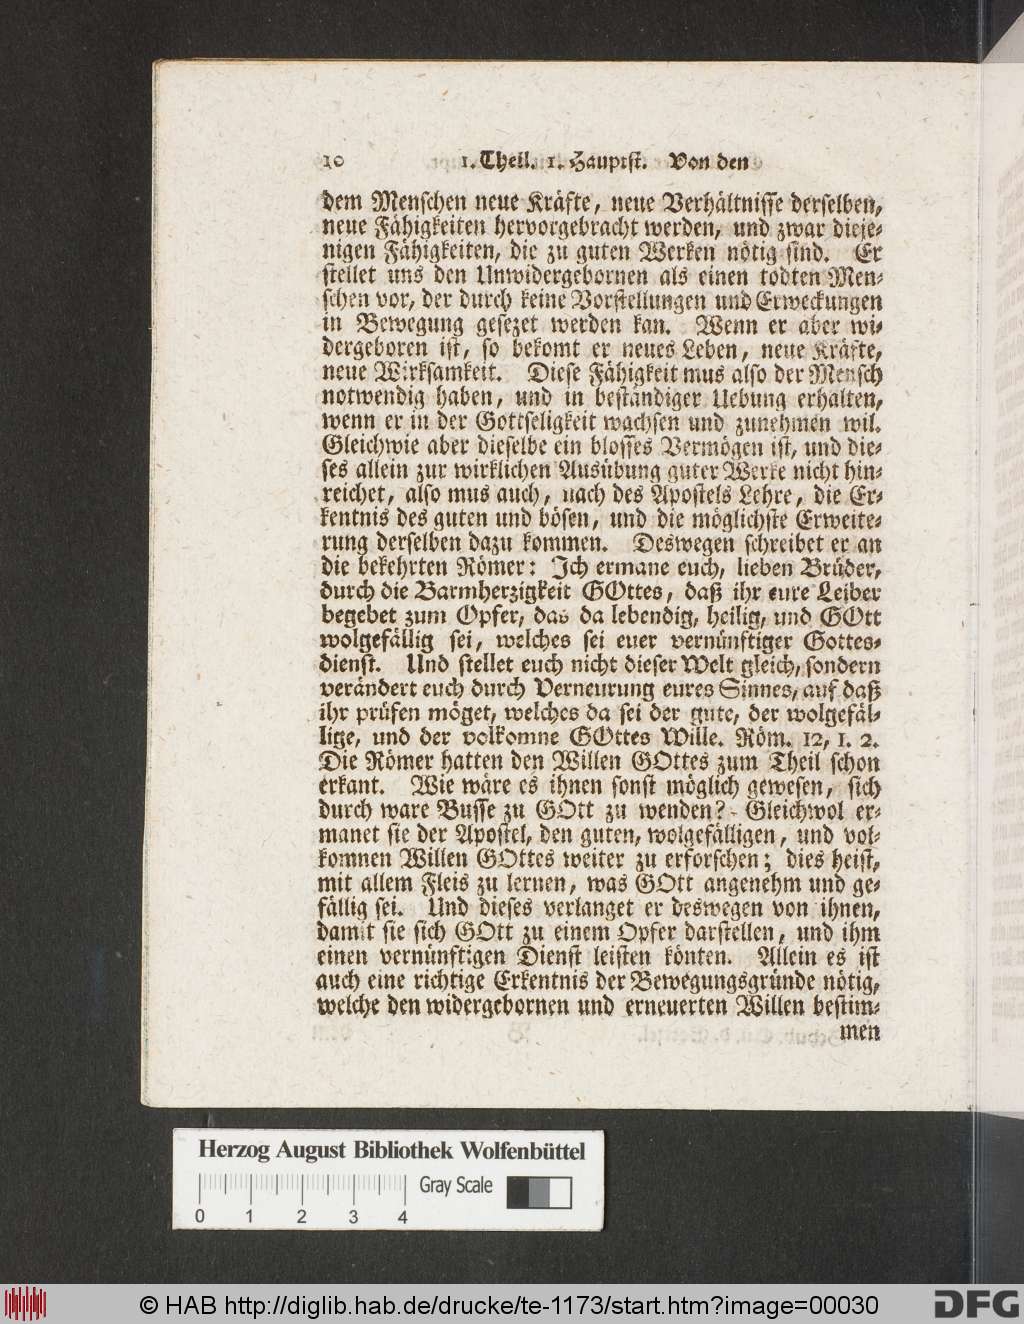 10 1. Theil. 1. Hauptst. Von den
dem Menschen neue Kräfte, neue Verhältnisse derselben,
neue Fähigkeiten hervorgebracht werden, und zwar dieje-
nigen Fähigkeiten, die zu guten Werken nötig sind. Er
stellet uns den Unwidergebornen als einen todten Men-
schen vor, der durch keine Vorstellungen und Erweckungen
in Bewegung gesezet werden kan. Wenn er aber wi-
dergeboren ist, so bekomt er neues Leben, neue Kräfte,
neue Wirksamkeit. Diese Fähigkeit mus also der Mensch
notwendig haben, und in beständiger Uebung erhalten,
wenn er in der Gottseligkeit wachsen und zunehmen wil.
Gleichwie aber dieselbe ein blosses Vermögen ist, und die-
ses allein zur wirklichen Ausübung guter Werke nicht hin-
reichet, also mus auch, nach des Apostels Lehre, die Er-
kentnis des guten und bösen, und die möglichste Erweite-
rung derselben dazu kommen. Deswegen schreibet er an
die bekehrten Römer: Ich ermane euch, lieben Brüder,
durch die Barmherzigkeit GOttes, daß ihr eure Leiber
begebet zum Opfer, das da lebendig, heilig, und GOtt
wolgefällig sei, welches sei euer vernünftiger Gottes-
dienst. Und stellet euch nicht dieser Welt gleich, sondern
verändert euch durch Verneurung eures Sinnes, auf daß
ihr prüfen möget, welches da sei der gute, der wolgefäl-
lige, und der volkomne GOttes Wille. Röm. 12, 1. 2.
Die Römer hatten den Willen GOttes zum Theil schon
erkant. Wie wäre es ihnen sonst möglich gewesen, sich
durch ware Busse zu GOtt zu wenden? Gleichwol er-
manet sie der Apostel, den guten, wolgefälligen, und vol-
komnen Willen GOttes weiter zu erforschen; dies heist,
mit allem Fleis zu lernen, was GOtt angenehm und ge-
fällig sei. Und dieses verlanget er deswegen von ihnen,
damit sie sich GOtt zu einem Opfer darstellen, und ihm
einen vernünftigen Dienst leisten könten. Allein es ist
auch eine richtige Erkentnis der Bewegungsgründe nötig,
welche den widergebornen und erneuerten Willen bestim-
men
Herzog August Bibliothek Wolfenbüttel
Gray Scale
0 1 2 3 4
© HAB http://diglib.hab.de/drucke/te-1173/start.htm?image=00030
DFG